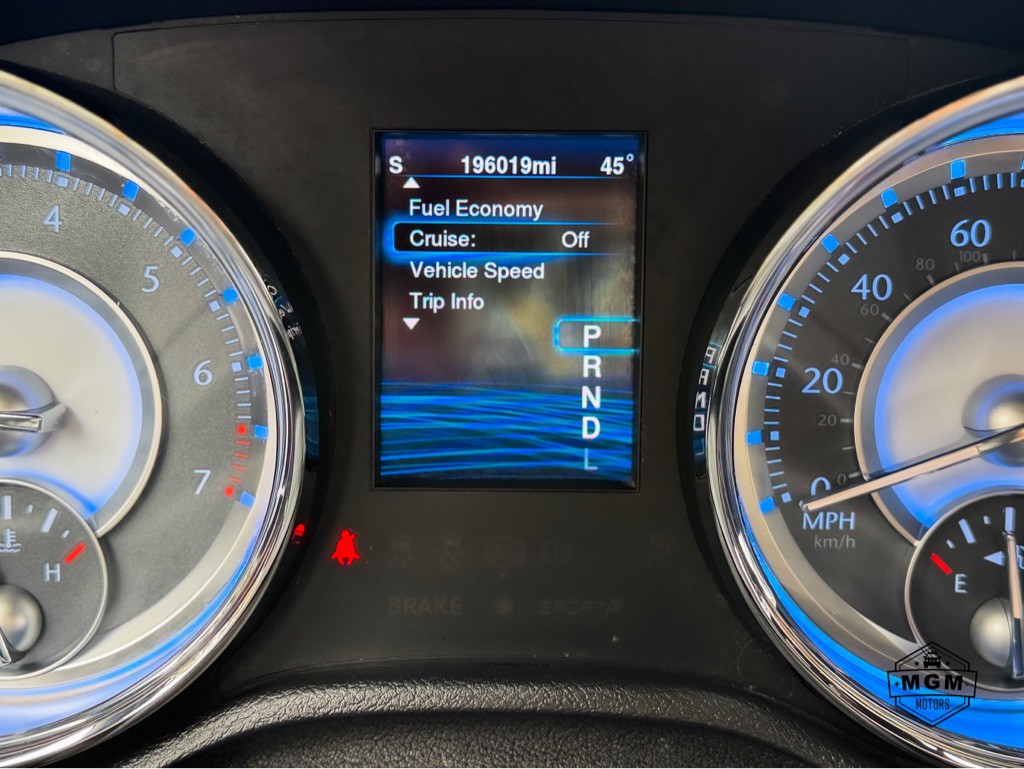 S 196019mi 45°
Fuel Economy
Cruise: Off
Vehicle Speed
Trip Info
P
R
N
D
L
4
5
6
7
H
60
40
20
0
100
80
60
40
20
0
MPH
km/h
E
BRAKE
MGM
MOTORS